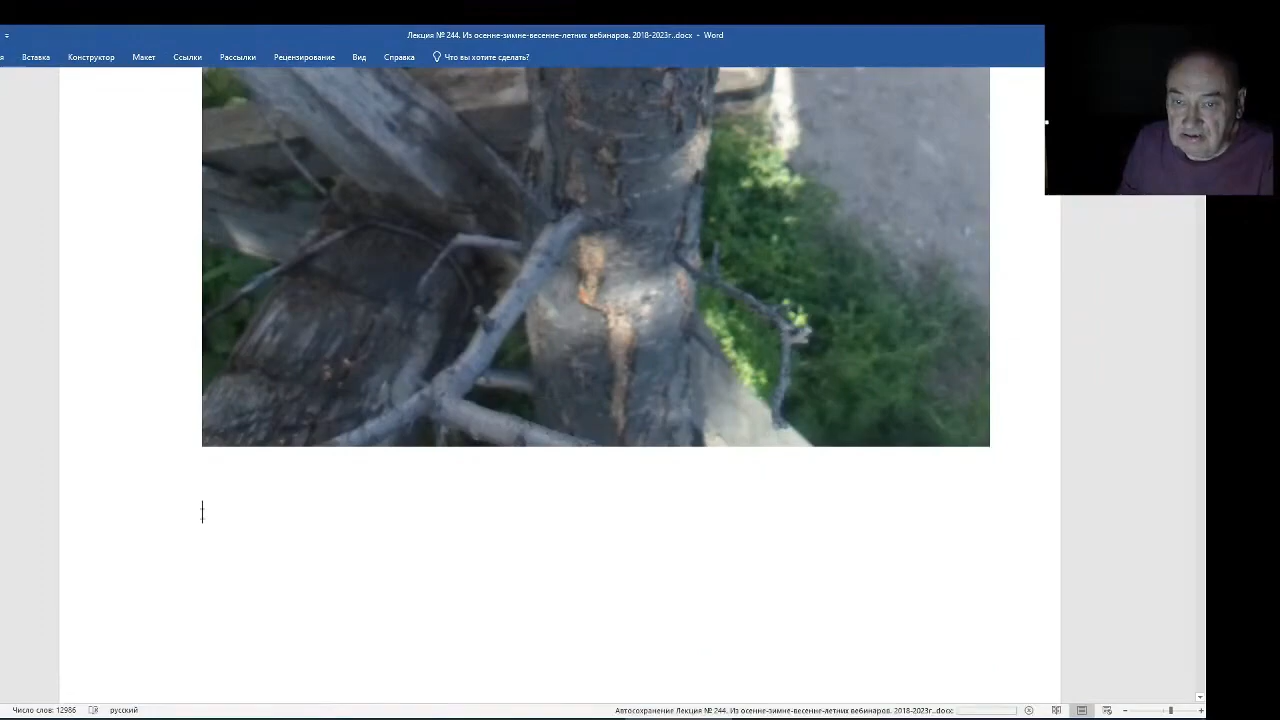 Лекция № 244. Из осенне-зимне-весенне-летних вебинаров. 2018-2023г..docx - Word
я Вставка Конструктор Макет Ссылки Рассылки Рецензирование Вид Справка Что вы хотите сделать?
Число слов: 12986 русский Автосохранение Лекция № 244. Из осенне-зимне-весенне-летних вебинаров. 2018-2023г..docx: